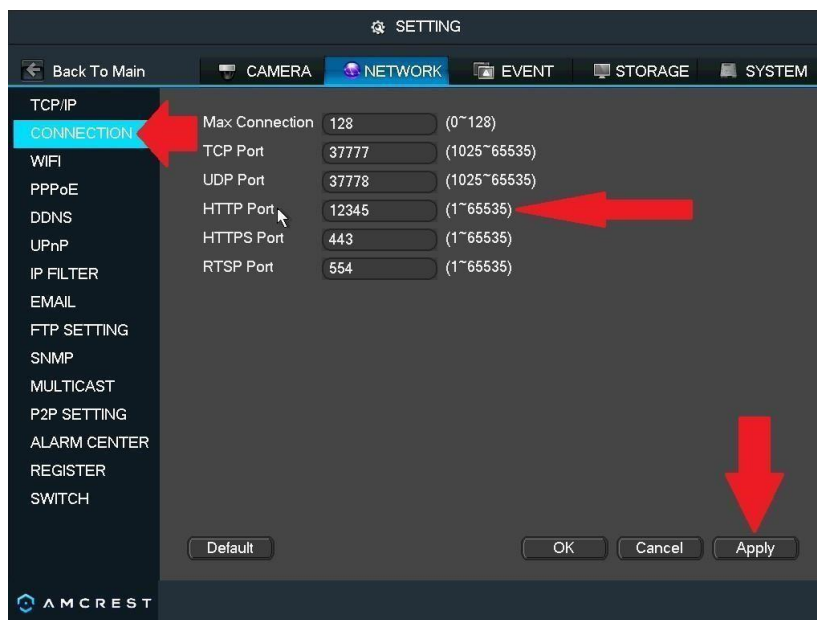 SETTING
Back To Main CAMERA NETWORK EVENT STORAGE SYSTEM
TCP/IP
CONNECTION
WIFI
PPPoE
DDNS
UPnP
IP FILTER
EMAIL
FTP SETTING
SNMP
MULTICAST
P2P SETTING
ALARM CENTER
REGISTER
SWITCH
Max Connection 128 (0~128)
TCP Port 37777 (1025~65535)
UDP Port 37778 (1025~65535)
HTTP Port 12345 (1~65535)
HTTPS Port 443 (1~65535)
RTSP Port 554 (1~65535)
Default OK Cancel Apply
AMCREST